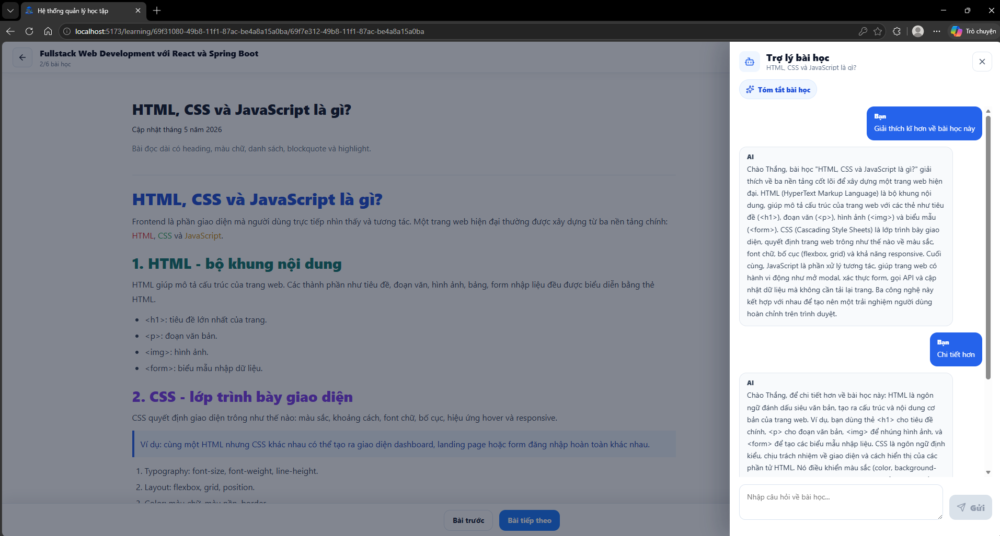 Hệ thống quản lý học tập
localhost:5173/learning/69f31080-49b8-11f1-87ac-be4a8a15a0ba/69f7e312-49b8-11f1-87ac-be4a8a15a0ba
Trò chuyện
Fullstack Web Development với React và Spring Boot
2/6 bài học
HTML, CSS và JavaScript là gì?
Cập nhật tháng 5 năm 2026
Bài đọc dài có heading, màu chữ, danh sách, blockquote và highlight.
HTML, CSS và JavaScript là gì?
Frontend là phần giao diện mà người dùng trực tiếp nhìn thấy và tương tác. Một trang web hiện đại thường được xây dựng từ ba nền tảng chính:
HTML, CSS và JavaScript.
1. HTML - bộ khung nội dung
HTML giúp mô tả cấu trúc của trang web. Các thành phần như tiêu đề, đoạn văn, hình ảnh, bảng, form nhập liệu đều được biểu diễn bằng thẻ
HTML.
• <h1>: tiêu đề lớn nhất của trang.
• <p>: đoạn văn bản.
• <img>: hình ảnh.
• <form>: biểu mẫu nhập dữ liệu.
2. CSS - lớp trình bày giao diện
CSS quyết định giao diện trông như thế nào: màu sắc, khoảng cách, font chữ, bố cục, hiệu ứng hover và responsive.
Ví dụ: cùng một HTML nhưng CSS khác nhau có thể tạo ra giao diện dashboard, landing page hoặc form đăng nhập hoàn toàn khác nhau.
1. Typography: font-size, font-weight, line-height.
2. Layout: flexbox, grid, position.
3. Color: màu chữ, màu nền, border.
Bài trước
Bài tiếp theo
Trợ lý bài học
HTML, CSS và JavaScript là gì?
Tóm tắt bài học
Bạn
Giải thích kĩ hơn về bài học này
AI
Chào Thắng, bài học "HTML, CSS và JavaScript là gì?" giải
thích về ba nền tảng cốt lõi để xây dựng một trang web hiện
đại. HTML (HyperText Markup Language) là bộ khung nội
dung, giúp mô tả cấu trúc của trang web với các thẻ như tiêu
đề (<h1>), đoạn văn (<p>), hình ảnh (<img>) và biểu mẫu
(<form>). CSS (Cascading Style Sheets) là lớp trình bày giao
diện, quyết định trang web trông như thế nào về màu sắc,
font chữ, bố cục (flexbox, grid) và khả năng responsive. Cuối
cùng, JavaScript là phần xử lý tương tác, giúp trang web có
hành vi động như mở modal, xác thực form, gọi API và cập
nhật dữ liệu mà không cần tải lại trang. Ba công nghệ này
kết hợp với nhau để tạo nên một trải nghiệm người dùng
hoàn chỉnh trên trình duyệt.
Bạn
Chi tiết hơn
AI
Chào Thắng, để chi tiết hơn về bài học này: HTML là ngôn
ngữ đánh dấu siêu văn bản, tạo ra cấu trúc và nội dung cơ
bản của trang web. Ví dụ, bạn dùng thẻ <h1> cho tiêu đề
chính, <p> cho đoạn văn bản, <img> để nhúng hình ảnh, và
<form> để tạo các biểu mẫu nhập liệu. CSS là ngôn ngữ định
kiểu, chịu trách nhiệm về giao diện và cách hiển thị của các
phần tử HTML. Nó điều khiển màu sắc (color, background-
Nhập câu hỏi về bài học...
Gửi